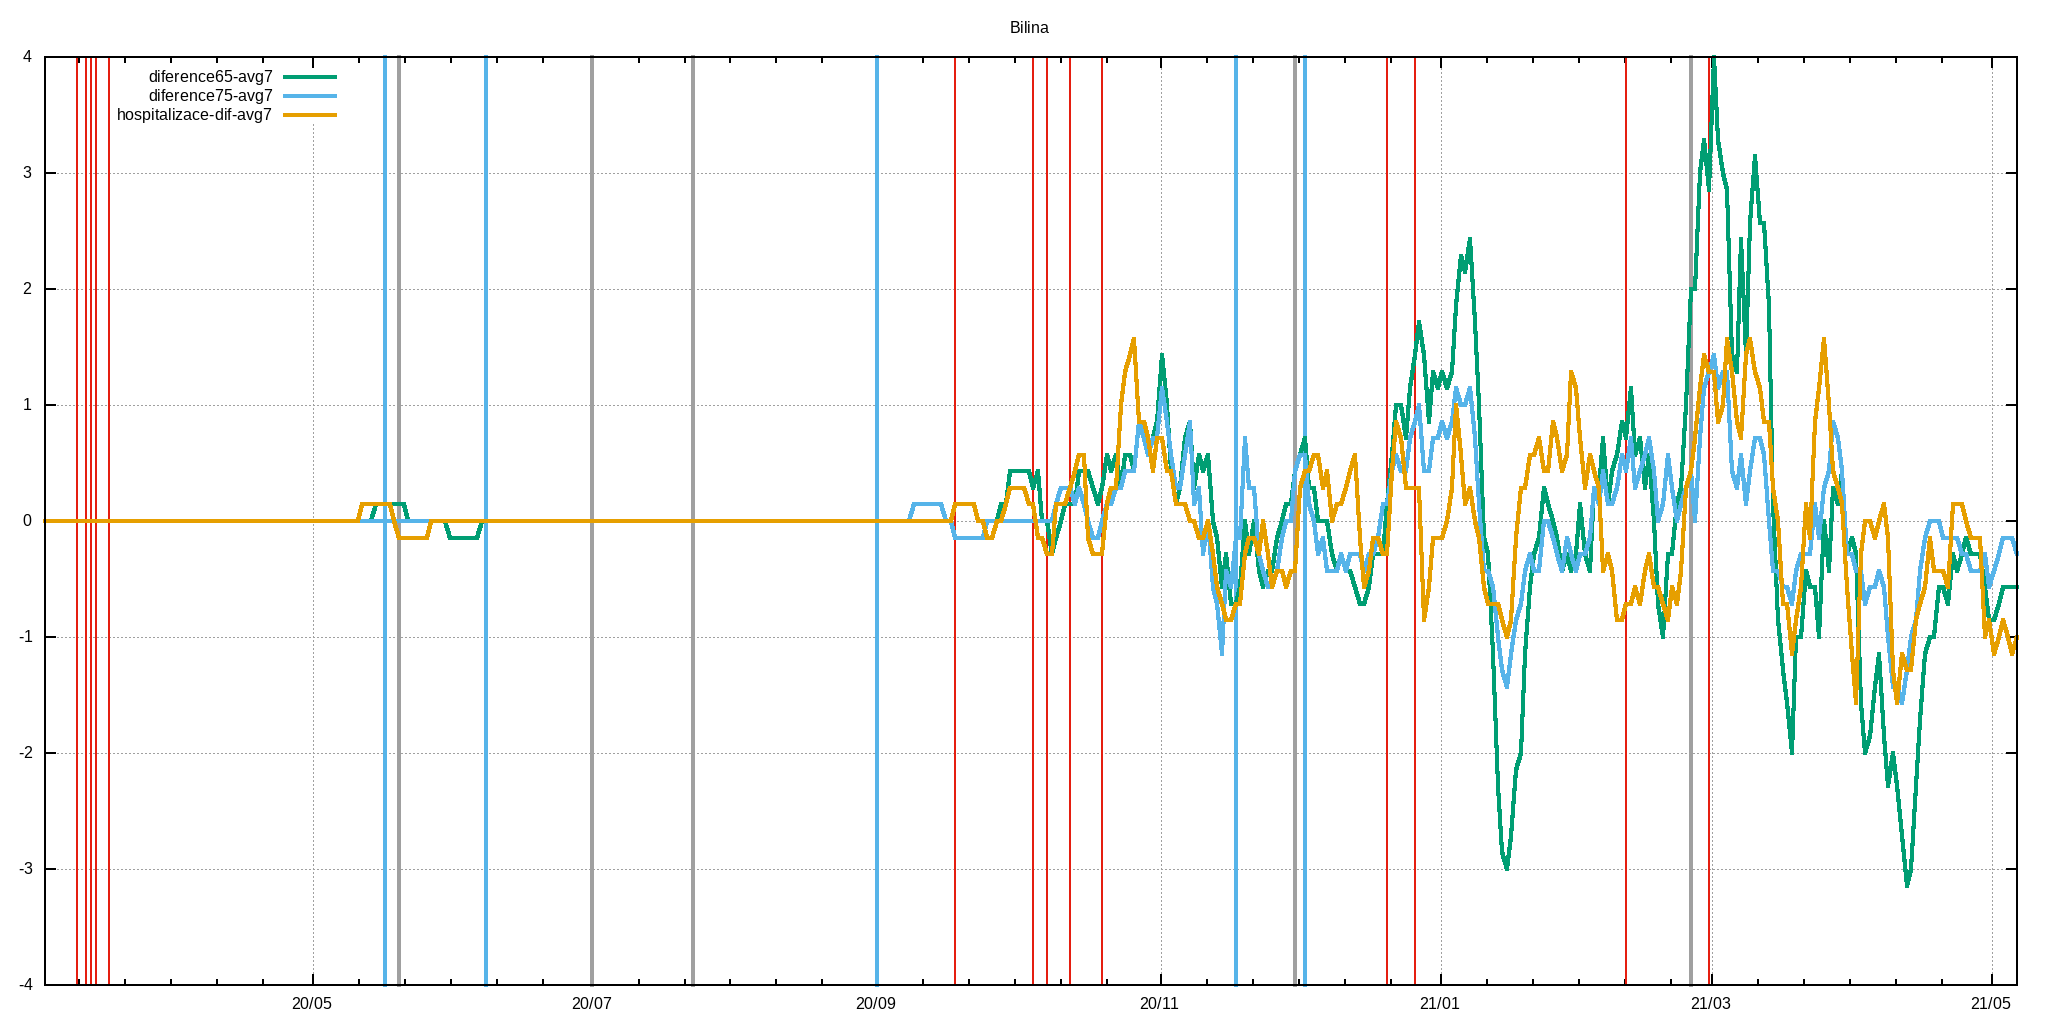 Bilina
4
diference65-avg7
diference75-avg7
hospitalizace-dif-avg7
3
2
1
0
-1
-2
-3
-4
20/05 20/07 20/09 20/11 21/01 21/03 21/05